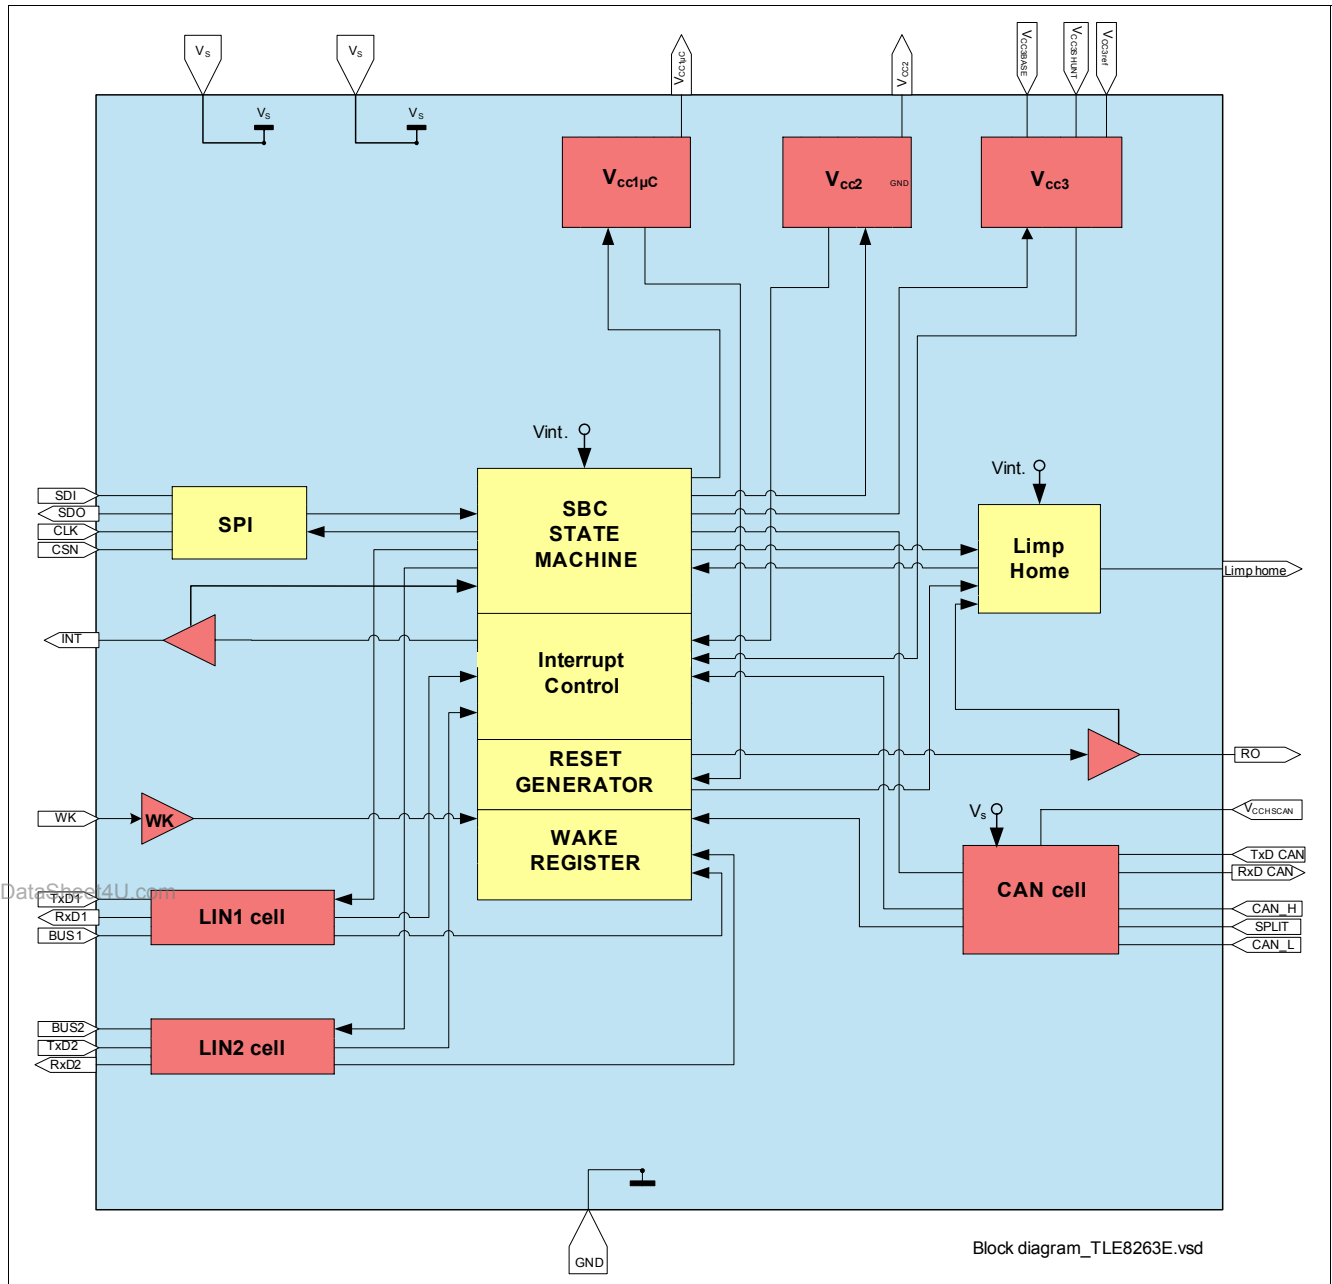 Vs
Vs
VCC1µC
VCC2
VCC3BASE
VCC3SHUNT
VCC3ref
Vs
Vs
Vcc1µC
Vcc2
GND
Vcc3
Vint.
Vint.
SDI
SDO
CLK
CSN
SPI
SBC
STATE
MACHINE
Limp
Home
Limp home
INT
Interrupt
Control
RESET
GENERATOR
RO
WK
WK
WAKE
REGISTER
Vs
VCCHSCAN
CAN cell
TxD CAN
RxD CAN
CAN_H
SPLIT
CAN_L
DataSheet4U.com
TxD1
RxD1
BUS1
LIN1 cell
BUS2
TxD2
RxD2
LIN2 cell
GND
Block diagram_TLE8263E.vsd